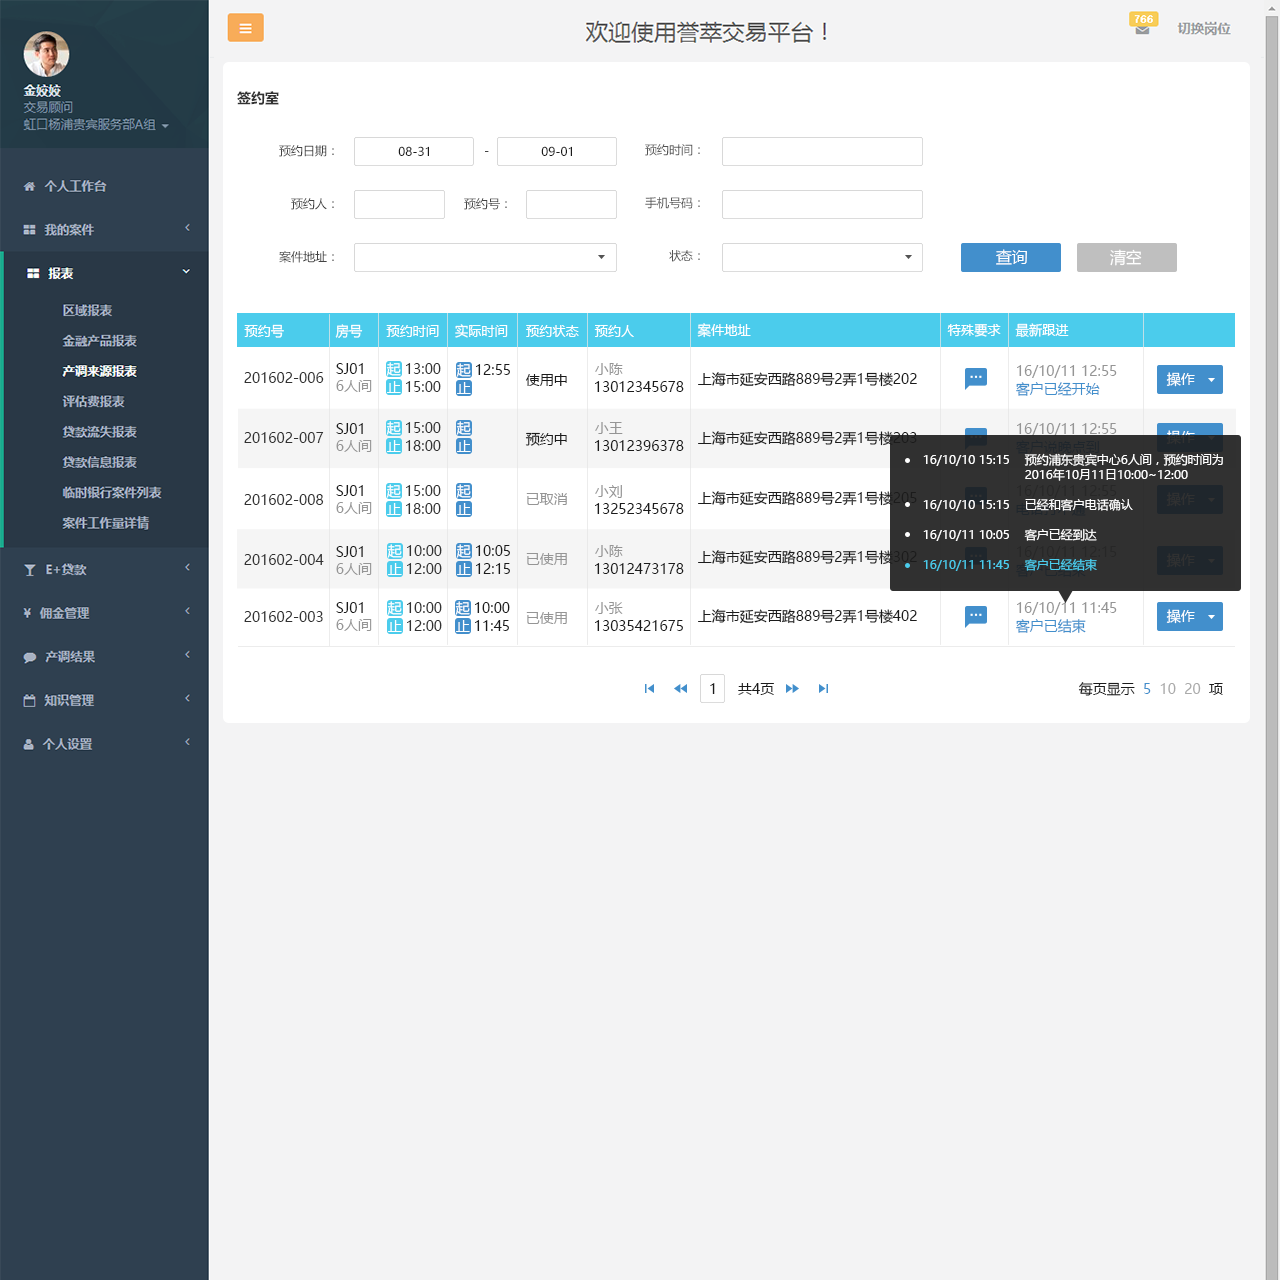 金姣姣
交易顾问
虹口杨浦贵宾服务部A组
个人工作台
我的案件
报表
区域报表
金融产品报表
产调来源报表
评估费报表
贷款流失报表
贷款信息报表
临时银行案件列表
案件工作量详情
E+贷款
佣金管理
产调结果
知识管理
个人设置
欢迎使用誉萃交易平台！
766
切换岗位
签约室
预约日期： 08-31 - 09-01 预约时间：
预约人： 预约号： 手机号码：
案件地址： 状态： 查询 清空
预约号 房号 预约时间 实际时间 预约状态 预约人 案件地址 特殊要求 最新跟进
201602-006 SJ01 6人间 起 13:00 止 15:00 起 12:55 止 使用中 小陈 13012345678 上海市延安西路889号2弄1号楼202 16/10/11 12:55 客户已经开始 操作
201602-007 SJ01 6人间 起 15:00 止 18:00 起 止 预约中 小王 13012396378 上海市延安西路889号2弄1号楼203 16/10/11 12:55 操作
201602-008 SJ01 6人间 起 15:00 止 18:00 起 止 已取消 小刘 13252345678 上海市延安西路889号2弄1号楼205 操作
201602-004 SJ01 6人间 起 10:00 止 12:00 起 10:05 止 12:15 已使用 小陈 13012473178 上海市延安西路889号2弄1号楼302 操作
201602-003 SJ01 6人间 起 10:00 止 12:00 起 10:00 止 11:45 已使用 小张 13035421675 上海市延安西路889号2弄1号楼402 16/10/11 11:45 客户已结束 操作
16/10/10 15:15 预约浦东贵宾中心6人间，预约时间为
2016年10月11日10:00~12:00
16/10/10 15:15 已经和客户电话确认
16/10/11 10:05 客户已经到达
16/10/11 11:45 客户已经结束
1 共4页
每页显示 5 10 20 项